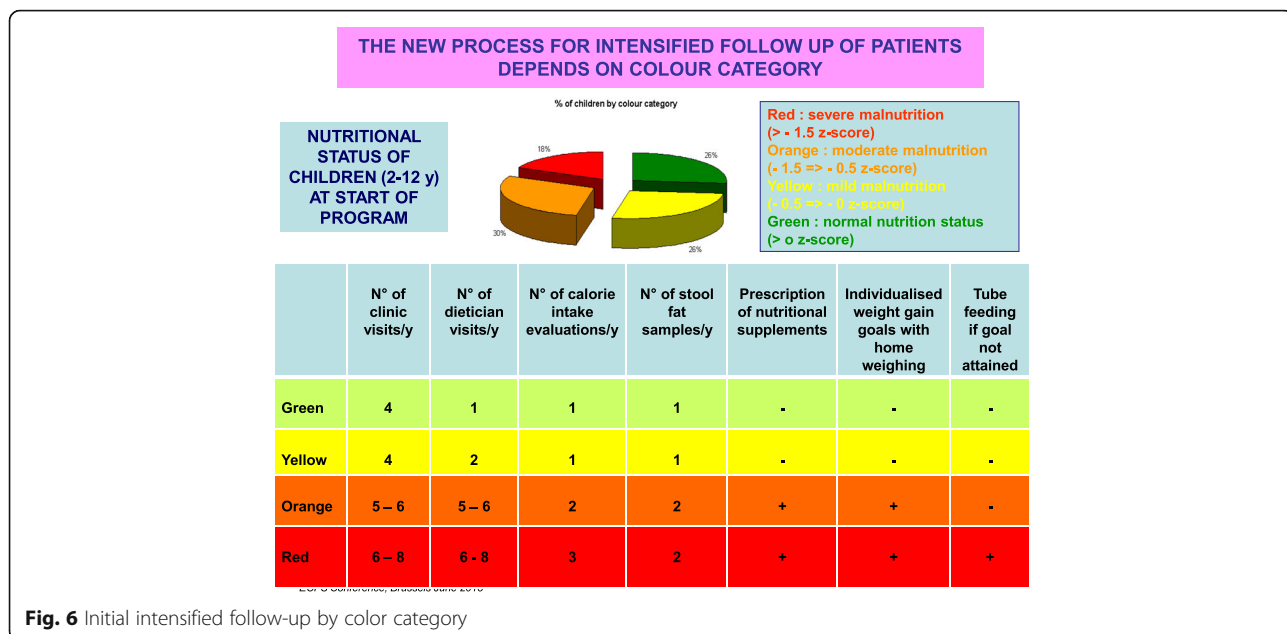 THE NEW PROCESS FOR INTENSIFIED FOLLOW UP OF PATIENTS
DEPENDS ON COLOUR CATEGORY
NUTRITIONAL
STATUS OF
CHILDREN (2-12 y)
AT START OF
PROGRAM
% of children by colour category
18%
26%
30%
26%
Red : severe malnutrition
(> - 1.5 z-score)
Orange : moderate malnutrition
(- 1.5 => - 0.5 z-score)
Yellow : mild malnutrition
(- 0.5 => - 0 z-score)
Green : normal nutrition status
(> o z-score)
N° of clinic visits/y N° of dietician visits/y N° of calorie intake evaluations/y N° of stool fat samples/y Prescription of nutritional supplements Individualised weight gain goals with home weighing Tube feeding if goal not attained
Green 4 1 1 1 - - -
Yellow 4 2 1 1 - - -
Orange 5 – 6 5 – 6 2 2 + + -
Red 6 – 8 6 - 8 3 2 + + +
Conference, Brussels June
Fig. 6 Initial intensified follow-up by color category